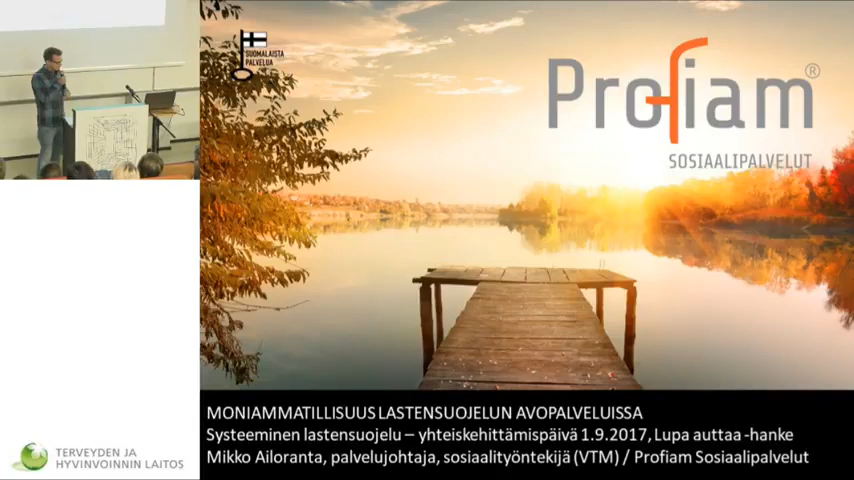 SUOMALAISTA
PALVELUA
Profiam®
SOSIAALIPALVELUT
MONIAMMATILLISUUS LASTENSUOJELUN AVOPALVELUISSA
Systeeminen lastensuojelu – yhteiskehittämispäivä 1.9.2017, Lupa auttaa -hanke
Mikko Ailoranta, palvelujohtaja, sosiaalityöntekijä (VTM) / Profiam Sosiaalipalvelut
TERVEYDEN JA
HYVINVOINNIN LAITOS